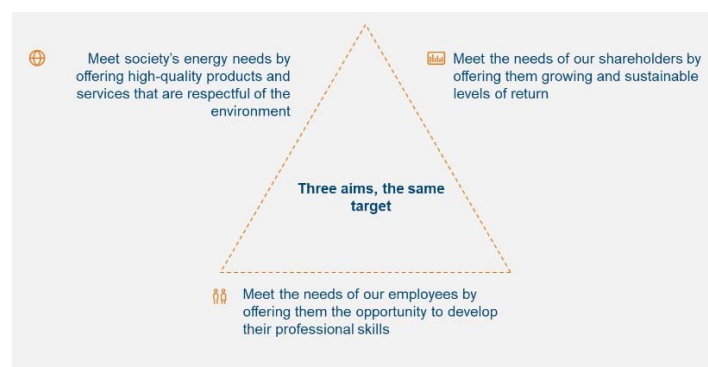 Meet society's energy needs by
offering high-quality products and
services that are respectful of the
environment
Meet the needs of our shareholders by
offering them growing and sustainable
levels of return
Three aims, the same
target
Meet the needs of our employees by
offering them the opportunity to develop
their professional skills